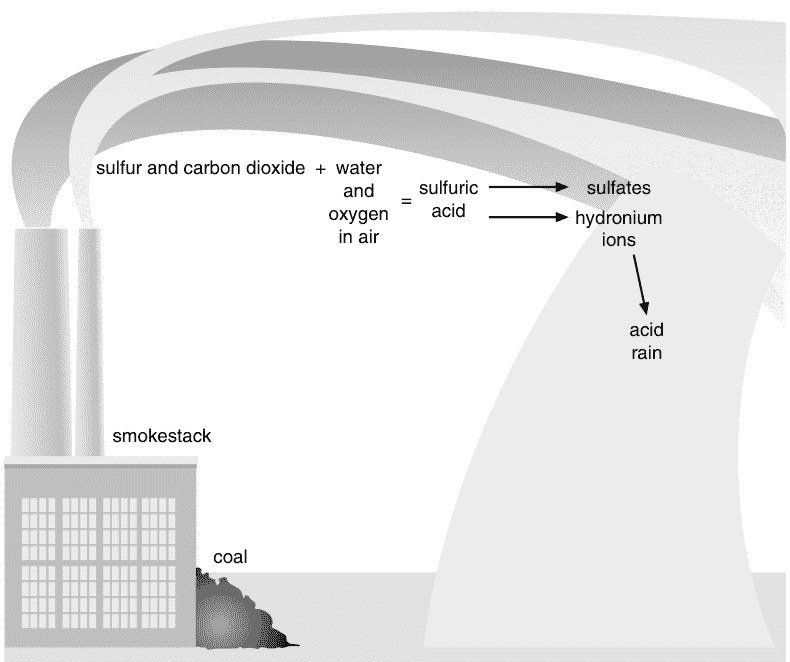 sulfur and carbon dioxide + water
and
oxygen
in air
=
sulfuric
acid
sulfates
hydronium
ions
acid
rain
smokestack
coal